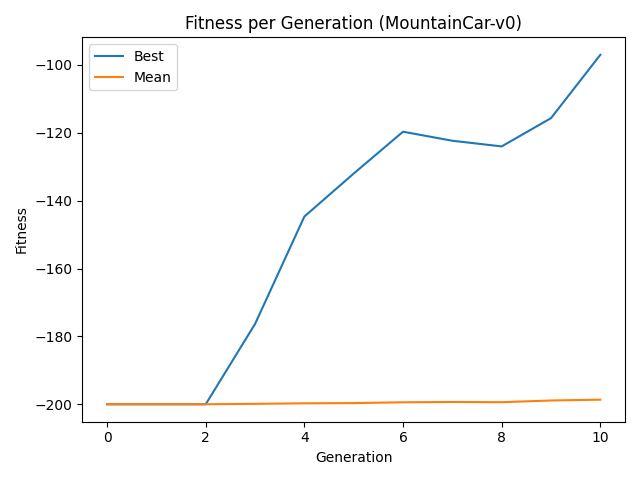 Fitness per Generation (MountainCar-v0)
Best
Mean
−100
−120
−140
−160
−180
−200
Fitness
0 2 4 6 8 10
Generation